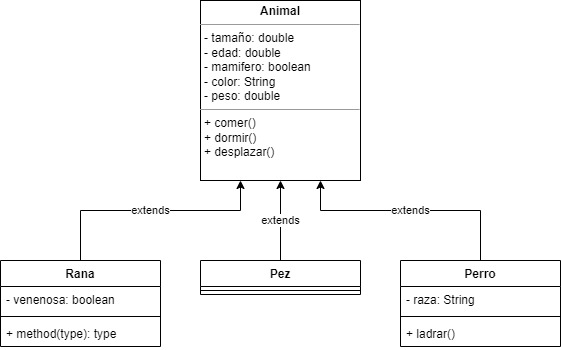 Animal
- tamaño: double
- edad: double
- mamifero: boolean
- color: String
- peso: double
+ comer()
+ dormir()
+ desplazar()
extends
extends
extends
Rana
- venenosa: boolean
+ method(type): type
Pez
Perro
- raza: String
+ ladrar()